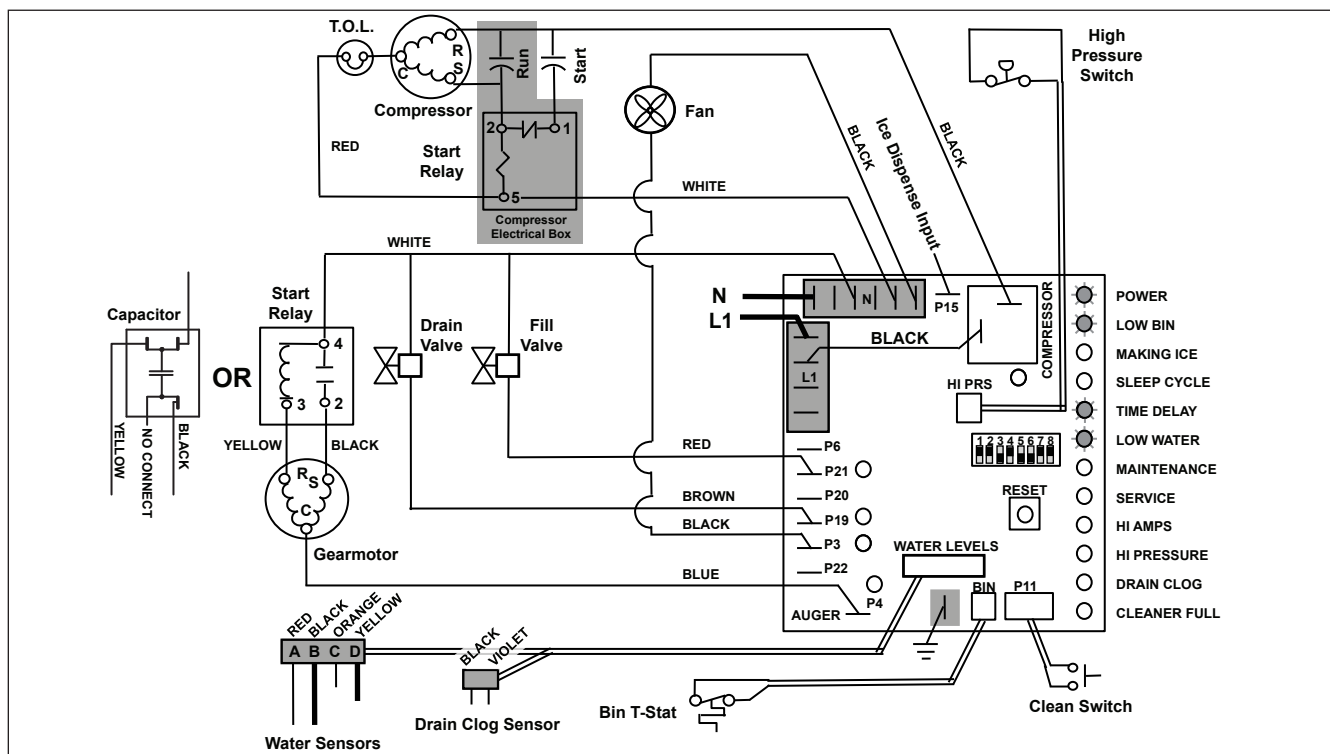 T.O.L.
R
S
C
Compressor
Run
Start
2
1
5
Start
Relay
Compressor
Electrical Box
RED
WHITE
Fan
BLACK
Ice Dispense Input
BLACK
High
Pressure
Switch
WHITE
Capacitor
YELLOW
NO CONNECT
BLACK
OR
Start
Relay
4
3
2
YELLOW
BLACK
R
S
C
Gearmotor
Drain
Valve
Fill
Valve
N
L1
N
P15
L1
BLACK
COMPRESSOR
HI PRS
1 2 3 4 5 6 7 8
RESET
POWER
LOW BIN
MAKING ICE
SLEEP CYCLE
TIME DELAY
LOW WATER
MAINTENANCE
SERVICE
HI AMPS
HI PRESSURE
DRAIN CLOG
CLEANER FULL
RED
P6
P21
BROWN
P20
P19
BLACK
P3
P22
BLUE
P4
AUGER
WATER LEVELS
BIN
P11
RED
BLACK
ORANGE
YELLOW
A B C D
Water Sensors
BLACK
VIOLET
Drain Clog Sensor
Bin T-Stat
Clean Switch